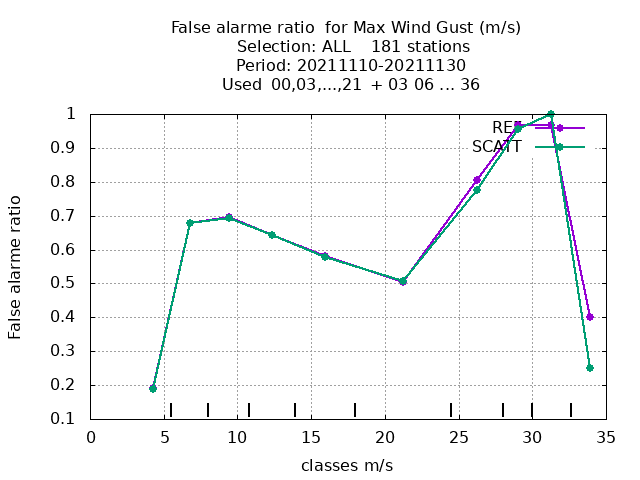 False alarme ratio  for Max Wind Gust (m/s)
Selection: ALL    181 stations
Period: 20211110-20211130
Used  00,03,...,21  + 03 06 ... 36
1
0.9
0.8
0.7
0.6
0.5
0.4
0.3
0.2
0.1
False alarme ratio
SCATT
0 5 10 15 20 25 30 35
classes m/s